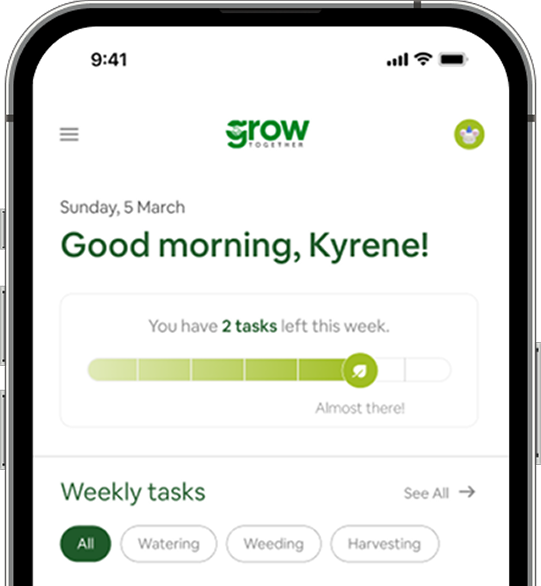 9:41
grow
TOGETHER
Sunday, 5 March
Good morning, Kyrene!
You have 2 tasks left this week.
Almost there!
Weekly tasks
See All
All
Watering
Weeding
Harvesting